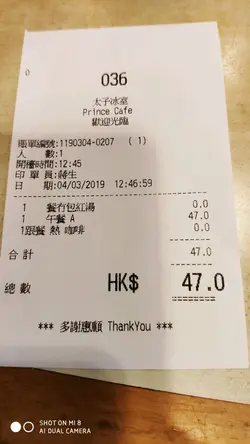 036
太子冰室
Prince Cafe
歡迎光臨
賬單編號:1190304-0207 (1)
人 數:1
開檯時間:12:45
印 單 員:蔣生
日 期:04/03/2019 12:46:59
1 餐冇包紅湯 0.0
1 午餐 A 47.0
1跟餐 熱 咖啡 0.0
合計 47.0
總數 HK$ 47.0
*** 多謝惠顧 ThankYou ***
SHOT ON MI 8
AI DUAL CAMERA